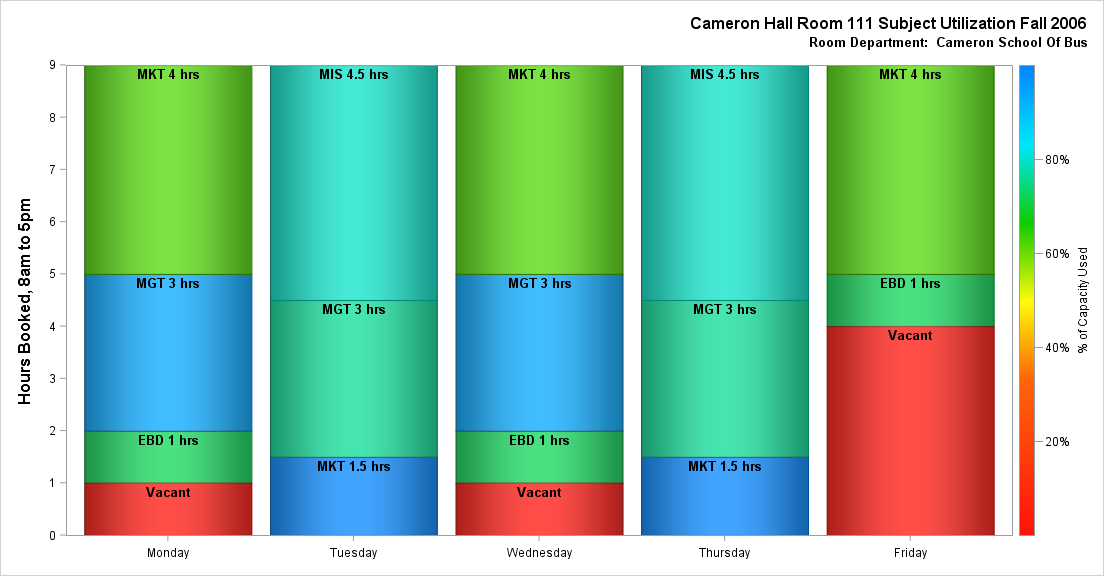 Cameron Hall Room 111 Subject Utilization Fall 2006
Room Department: Cameron School Of Bus
Hours Booked, 8am to 5pm
9
8
7
6
5
4
3
2
1
0
MKT 4 hrs
MGT 3 hrs
EBD 1 hrs
Vacant
MIS 4.5 hrs
MGT 3 hrs
MKT 1.5 hrs
MKT 4 hrs
MGT 3 hrs
EBD 1 hrs
Vacant
MIS 4.5 hrs
MGT 3 hrs
MKT 1.5 hrs
MKT 4 hrs
EBD 1 hrs
Vacant
Monday
Tuesday
Wednesday
Thursday
Friday
80%
60%
40%
20%
% of Capacity Used